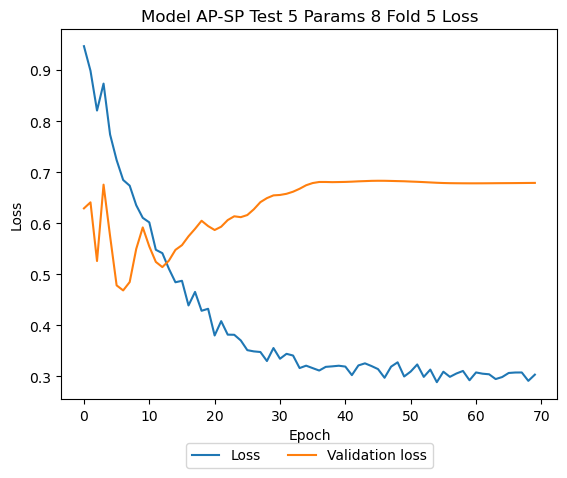 Model AP-SP Test 5 Params 8 Fold 5 Loss
Loss
0.9
0.8
0.7
0.6
0.5
0.4
0.3
0 10 20 30 40 50 60 70
Epoch
Loss Validation loss